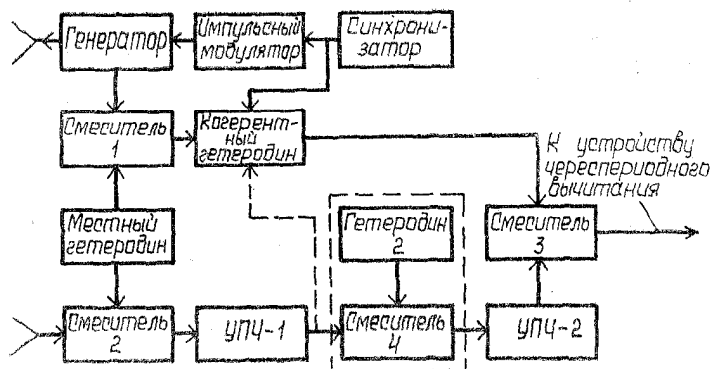 Генератор
Импульсный
модулятор
Синхрони-
затор
Смеситель
1
Когерент-
ный
гетеродин
К устройству
череспериодного
вычитания
Местный
гетеродин
Гетеродин
2
Смеситель
3
Смеситель
2
УПЧ-1
Смеситель
4
УПЧ-2